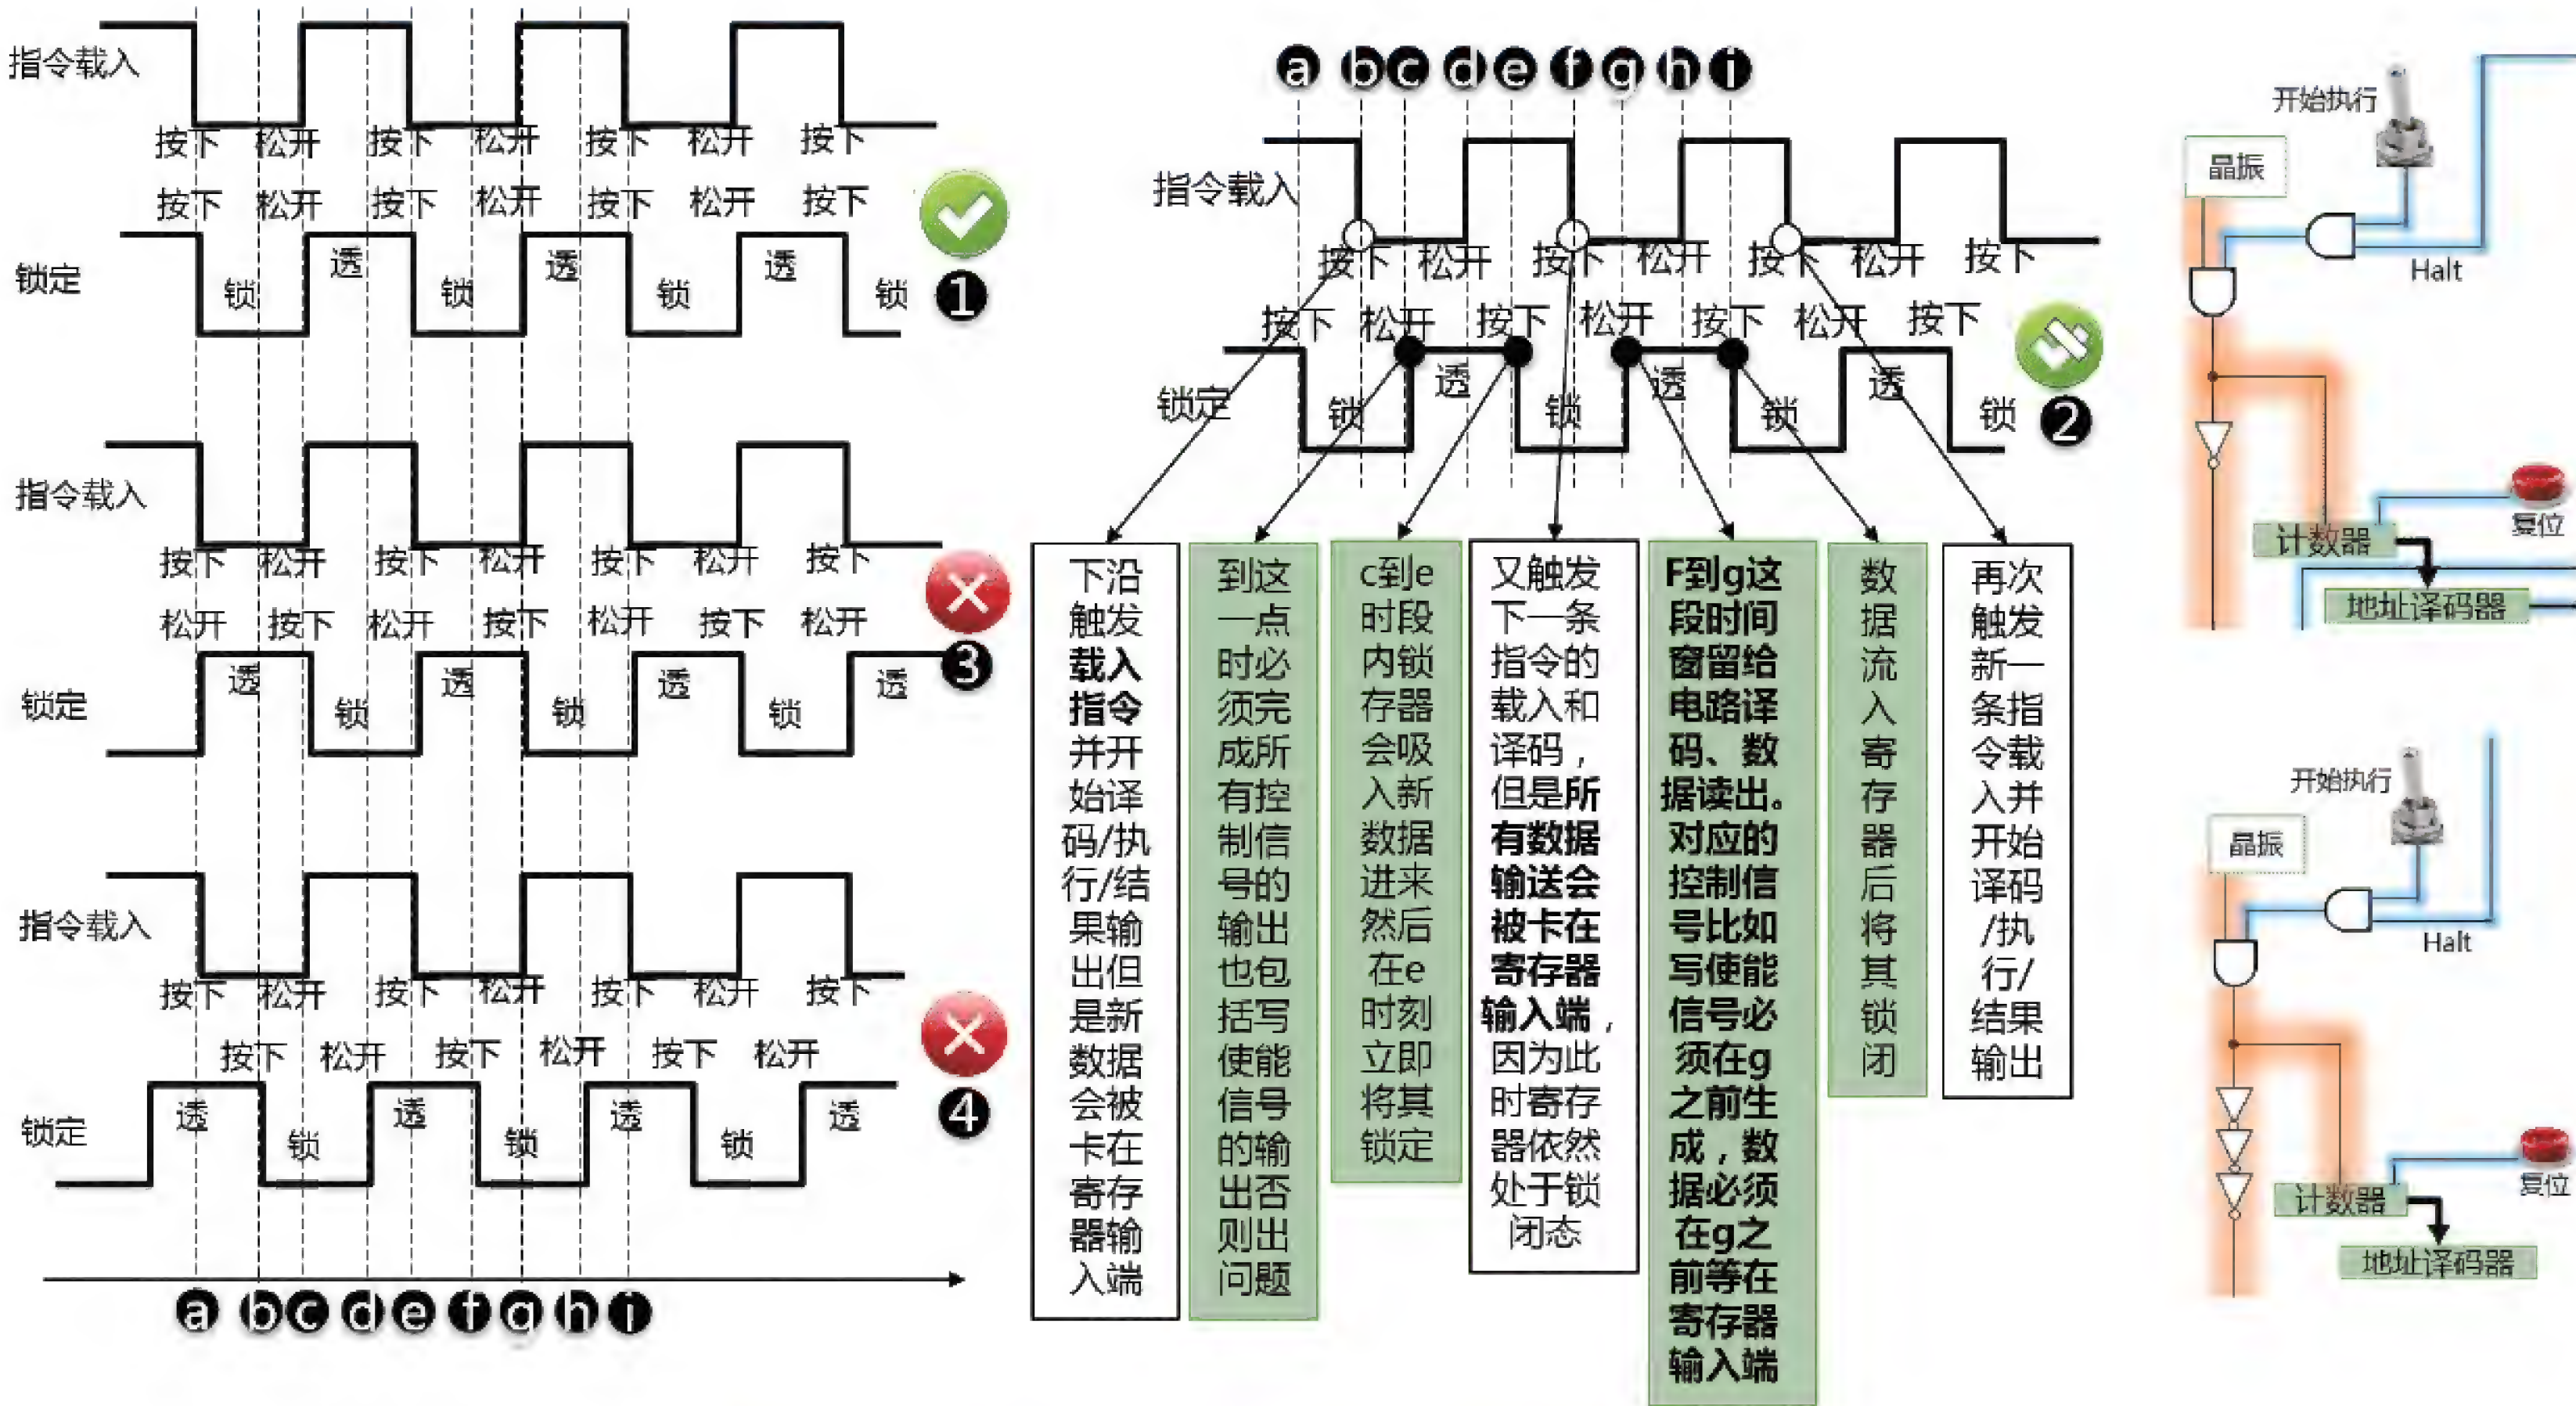 指令载入
按下 松开 按下 松开 按下 松开 按下
按下 松开 按下 松开 按下 松开 按下
锁定
锁 透 锁 透 锁 透 锁
1
指令载入
按下 松开 按下 松开 按下 松开 按下
松开 按下 松开 按下 松开 按下 松开
锁定
透 锁 透 锁 透 锁 透
3
指令载入
按下 松开 按下 松开 按下 松开 按下
按下 松开 按下 松开 按下 松开
锁定
透 锁 透 锁 透 锁 透
4
a b c d e f g h i
a b c d e f g h i
指令载入
按下 松开 按下 松开 按下 松开 按下
按下 松开 按下 松开 按下 松开 按下
锁定
锁 透 锁 透 锁 透 锁
2
下沿
触发
载入
指令
并开
始译
码/执
行/结
果输
出但
是新
数据
会被
卡在
寄存
器输
入端
到这
一点
时必
须完
成所
有控
制信
号的
输出
也包
括写
使能
信号
的输
出否
则出
问题
c到e
时段
内锁
存器
会吸
入新
数据
进来
然后
在e
时刻
立即
将其
锁定
又触发
下一条
指令的
载入和
译码，
但是所
有数据
输送会
被卡在
寄存器
输入端，
因为此
时寄存
器依然
处于锁
闭态
F到g这
段时间
窗留给
电路译
码、数
据读出。
对应的
控制信
号比如
写使能
信号必
须在g
之前生
成，数
据必须
在g之
前等在
寄存器
输入端
数
据
流
入
寄
存
器
后
将
其
锁
闭
再次
触发
新一
条指
令载
入并
开始
译码
/执
行/
结果
输出
开始执行
晶振
Halt
复位
计数器
地址译码器
开始执行
晶振
Halt
复位
计数器
地址译码器